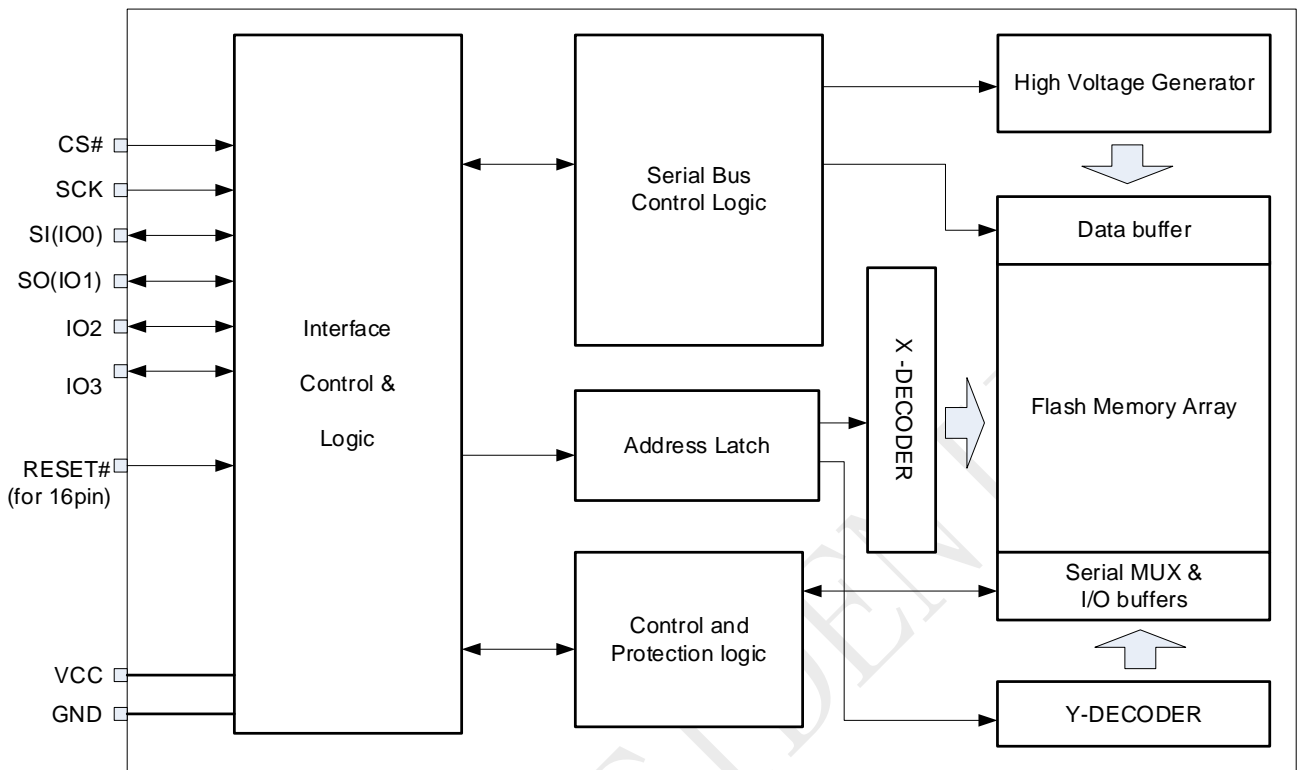 CS#
SCK
SI(IO0)
SO(IO1)
IO2
IO3
RESET#
(for 16pin)
VCC
GND
Interface
Control &
Logic
Serial Bus
Control Logic
Address Latch
Control and
Protection logic
X -DECODER
High Voltage Generator
Data buffer
Flash Memory Array
Serial MUX &
I/O buffers
Y-DECODER